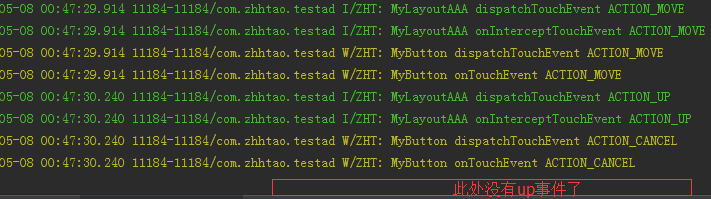 05-08 00:47:29.914 11184-11184/com.zhhtao.testad I/ZHT: MyLayoutAAA dispatchTouchEvent ACTION_MOVE
05-08 00:47:29.914 11184-11184/com.zhhtao.testad I/ZHT: MyLayoutAAA onInterceptTouchEvent ACTION_MOVE
05-08 00:47:29.914 11184-11184/com.zhhtao.testad W/ZHT: MyButton dispatchTouchEvent ACTION_MOVE
05-08 00:47:29.914 11184-11184/com.zhhtao.testad W/ZHT: MyButton onTouchEvent ACTION_MOVE
05-08 00:47:30.240 11184-11184/com.zhhtao.testad I/ZHT: MyLayoutAAA dispatchTouchEvent ACTION_UP
05-08 00:47:30.240 11184-11184/com.zhhtao.testad I/ZHT: MyLayoutAAA onInterceptTouchEvent ACTION_UP
05-08 00:47:30.240 11184-11184/com.zhhtao.testad W/ZHT: MyButton dispatchTouchEvent ACTION_CANCEL
05-08 00:47:30.240 11184-11184/com.zhhtao.testad W/ZHT: MyButton onTouchEvent ACTION_CANCEL
此处没有up事件了